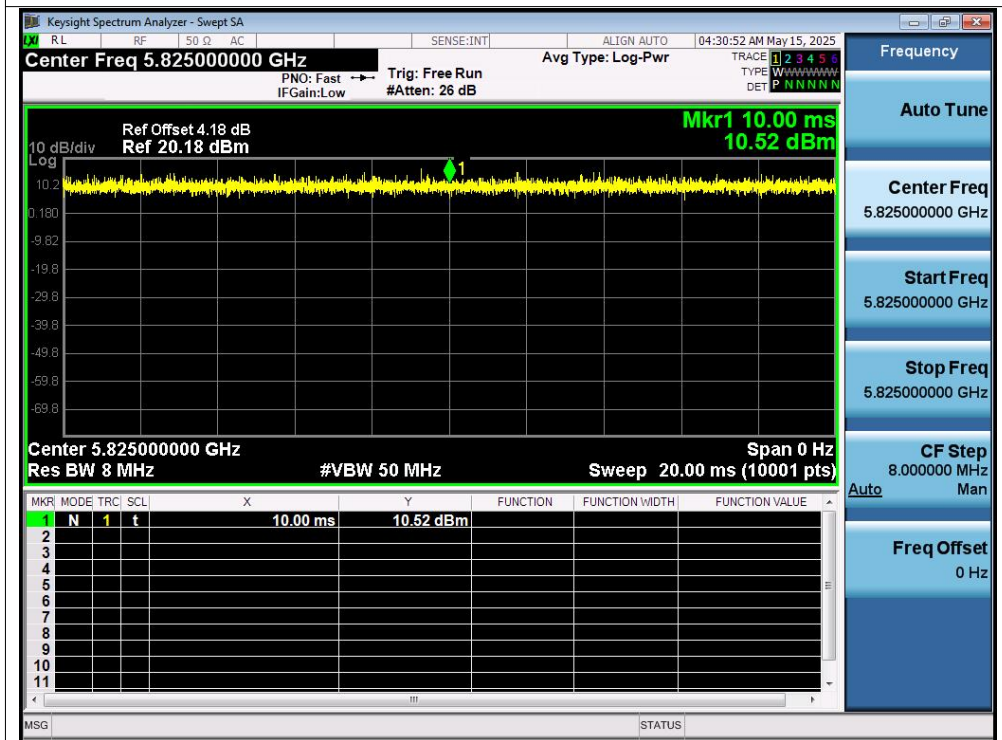 Keysight Spectrum Analyzer - Swept SA
LXI RL RF 50 Ω AC SENSE:INT ALIGN AUTO 04:30:52 AM May 15, 2025
Center Freq 5.825000000 GHz
PNO: Fast
IFGain:Low
Trig: Free Run
#Atten: 26 dB
Avg Type: Log-Pwr
TRACE 1 2 3 4 5 6
TYPE WWWWWW
DET P N N N N N
Frequency
Mkr1 10.00 ms
10.52 dBm
Ref Offset 4.18 dB
Ref 20.18 dBm
10 dB/div
Log
1
10.2
0.180
-9.82
-19.8
-29.8
-39.8
-49.8
-59.8
-69.8
Center 5.825000000 GHz Span 0 Hz
Res BW 8 MHz #VBW 50 MHz Sweep 20.00 ms (10001 pts)
MKR MODE TRC SCL X Y FUNCTION FUNCTION WIDTH FUNCTION VALUE
1 N 1 t 10.00 ms 10.52 dBm
2
3
4
5
6
7
8
9
10
11
MSG STATUS
Auto Tune
Center Freq
5.825000000 GHz
Start Freq
5.825000000 GHz
Stop Freq
5.825000000 GHz
CF Step
8.000000 MHz
Auto Man
Freq Offset
0 Hz